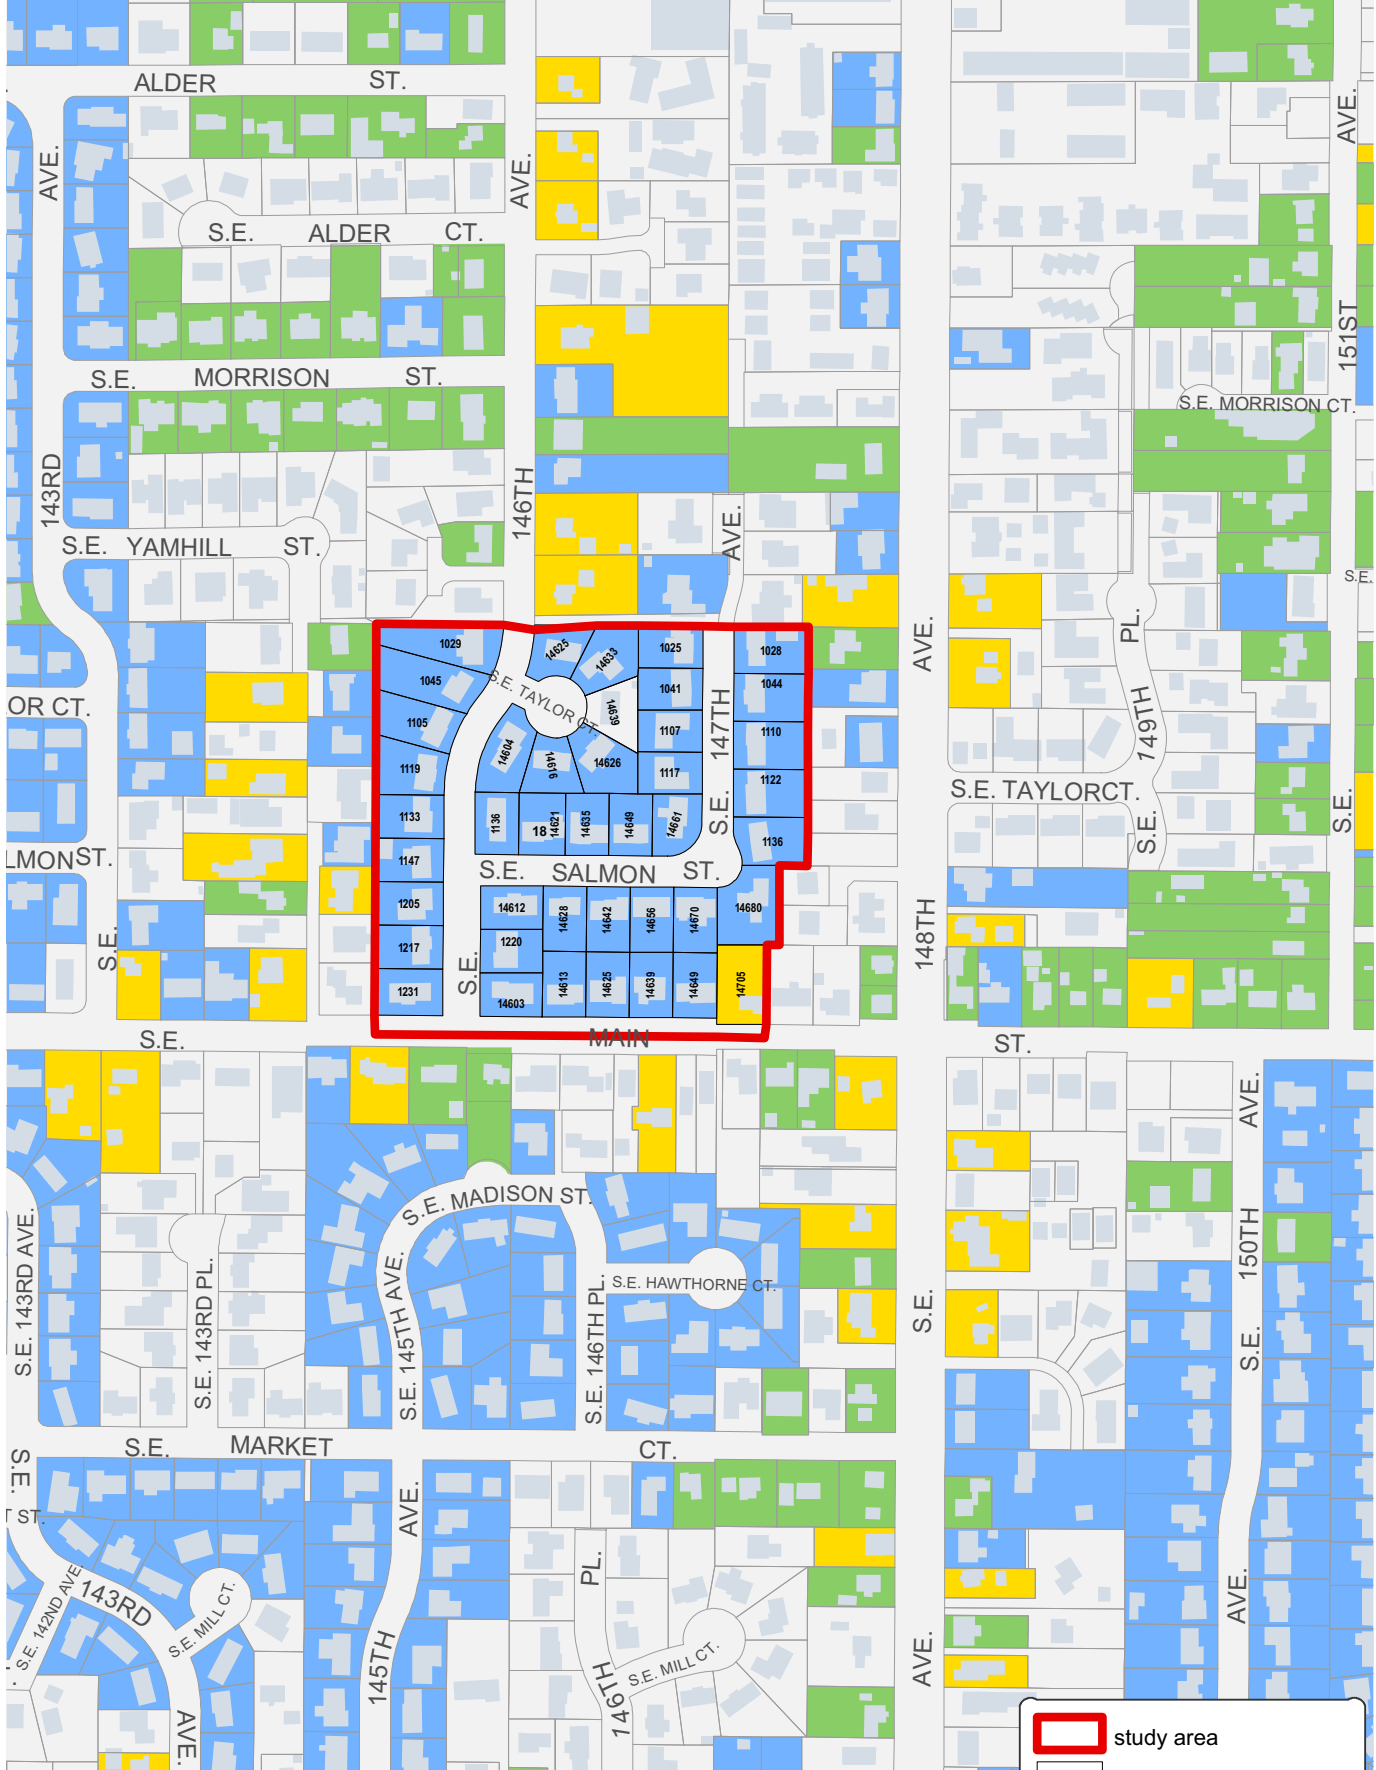 ALDER ST.
AVE.
AVE.
AVE.
S.E. ALDER CT.
151ST
S.E. MORRISON ST.
S.E. MORRISON CT.
143RD
146TH
AVE.
S.E. YAMHILL ST.
S.E.
PL.
AVE.
1029
14625
14633
1025
1028
1045
S.E. TAYLOR CT.
14639
1041
1044
OR CT.
1105
1107
147TH
1110
149TH
14604
14616
14626
1119
1117
1122
S.E. TAYLORCT.
1133
1136
18
14621
14635
14649
14661
S.E.
1136
S.E.
S.E.
LMON ST.
1147
S.E. SALMON ST.
1205
14612
14628
14642
14656
14670
14680
148TH
S.E.
1217
1220
S.E.
1231
14603
14613
14625
14639
14649
14705
S.E. MAIN ST.
AVE.
S.E. MADISON ST.
S.E. 143RD AVE.
S.E. 143RD PL.
S.E. 145TH AVE.
S.E. 146TH PL.
S.E. HAWTHORNE CT.
150TH
S.E.
S.E.
S.E. MARKET CT.
S.E.
T ST.
AVE.
PL.
143RD
S.E. 142ND AVE.
S.E. MILL CT.
AVE.
145TH
146TH
S.E. MILL CT.
AVE.
AVE.
study area